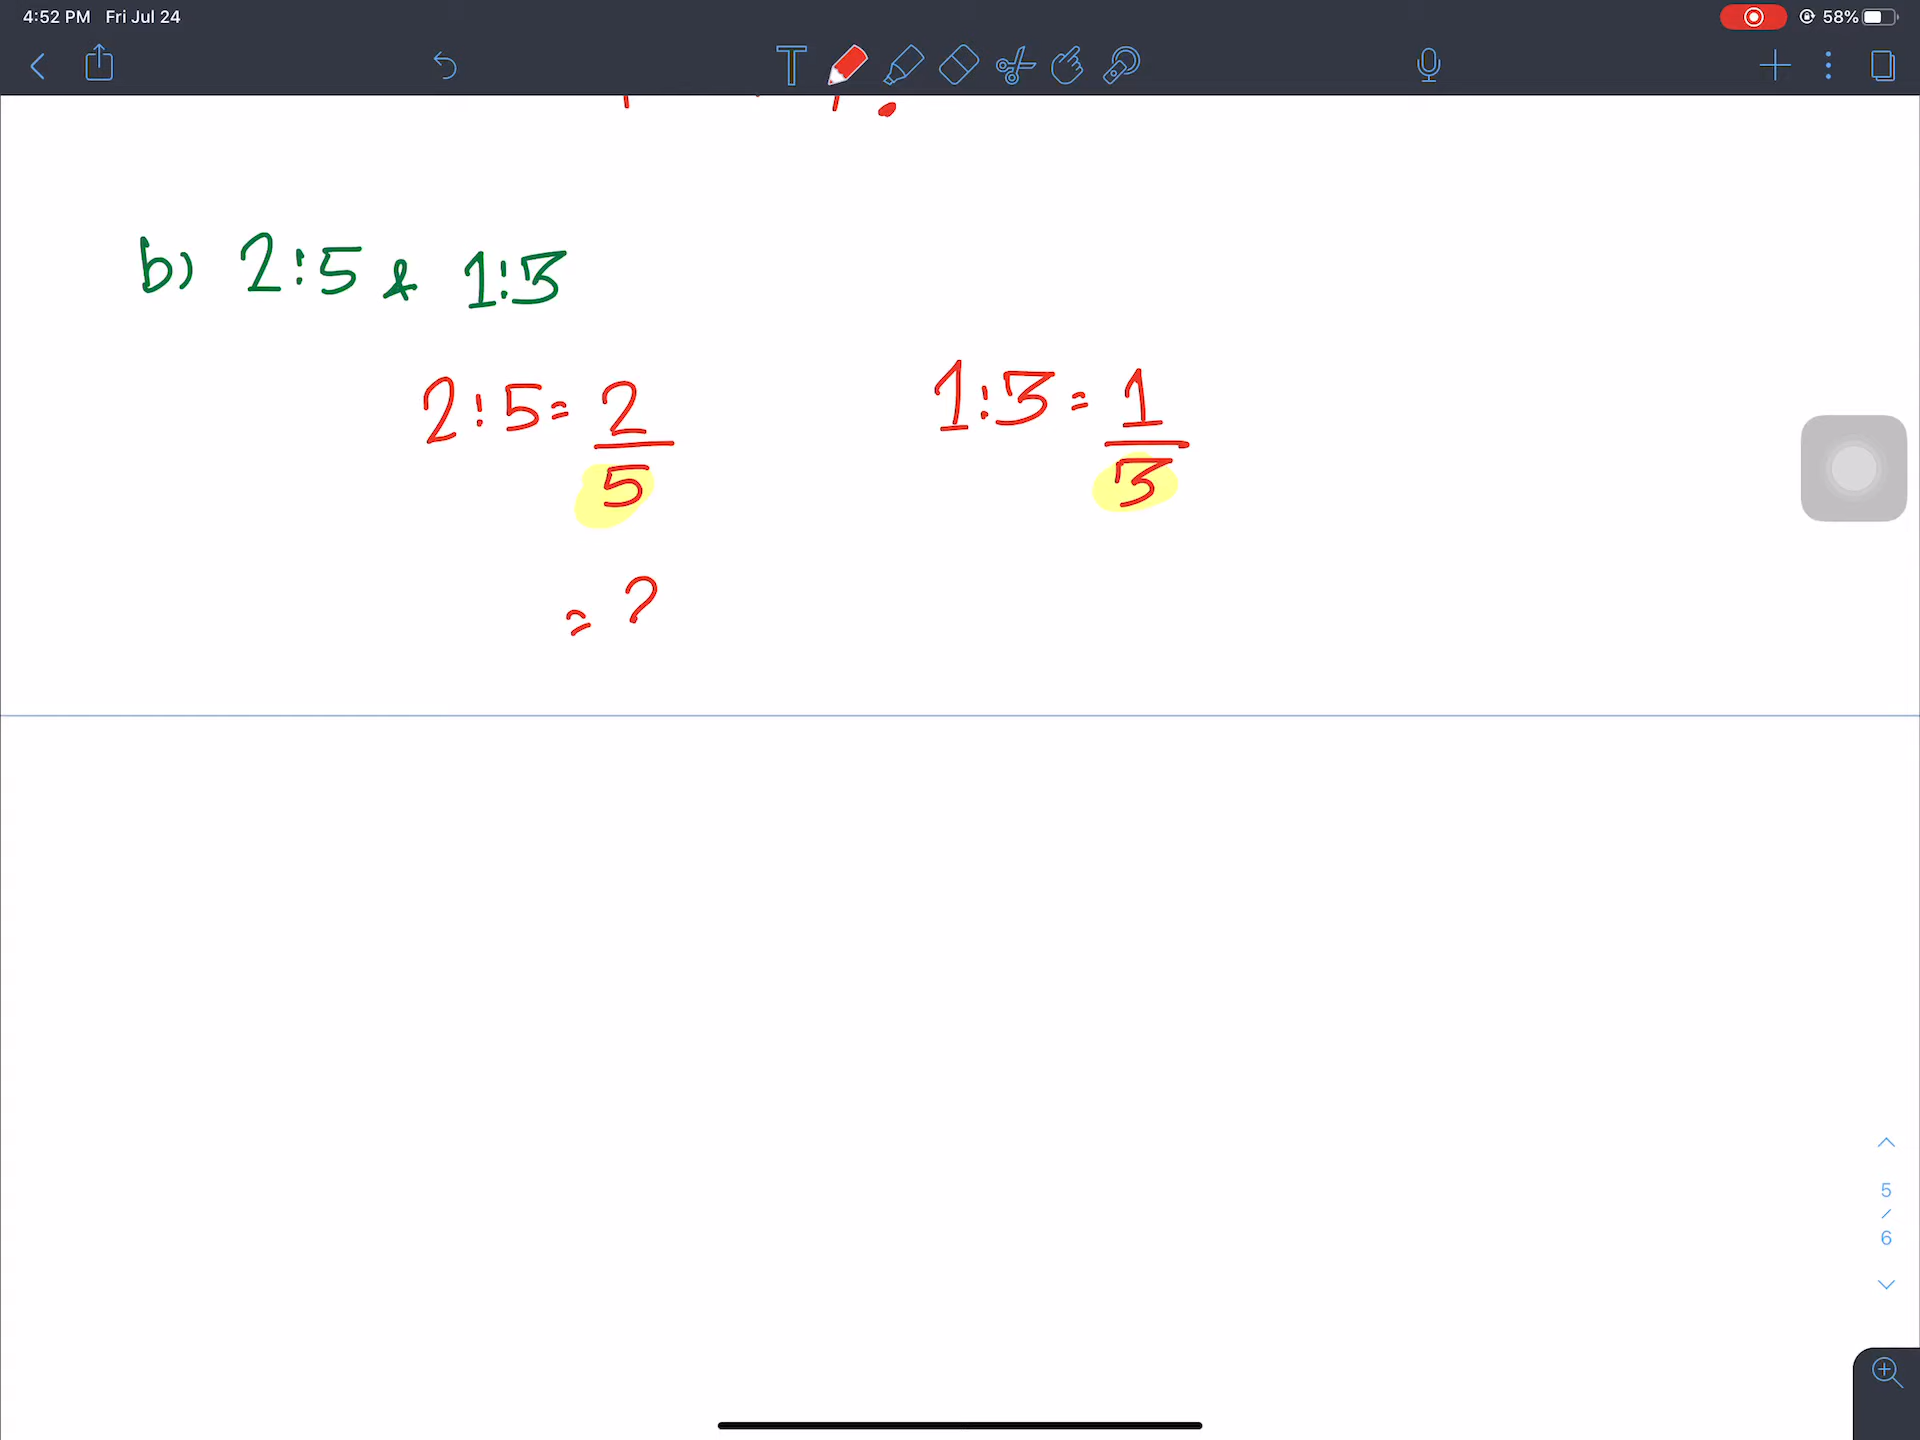 4:52 PM Fri Jul 24
58%
T
b) 2:5 & 1:3
2:5 = 2/5
1:3 = 1/3
= ?
5
/
6